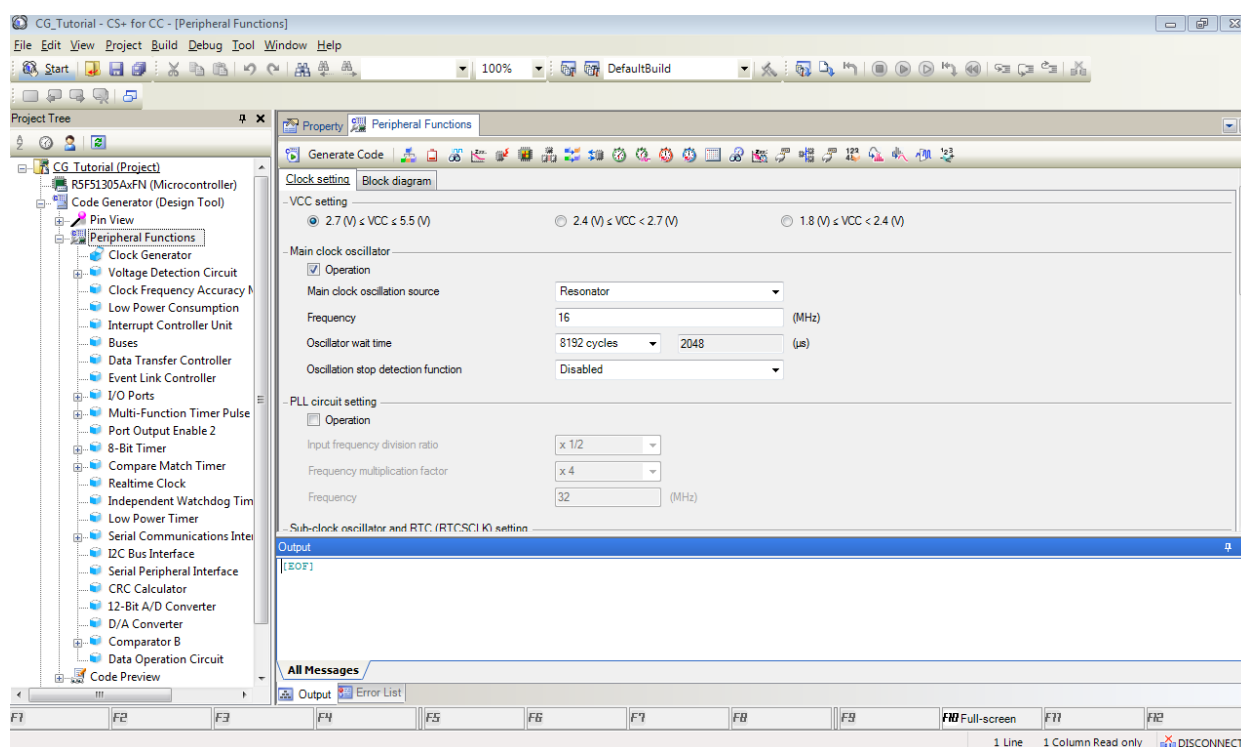 CG_Tutorial - CS+ for CC - [Peripheral Functions]
File Edit View Project Build Debug Tool Window Help
Start 100% DefaultBuild
Project Tree
Property Peripheral Functions
Generate Code
Clock setting Block diagram
CG_Tutorial (Project)
R5F51305AxFN (Microcontroller)
Code Generator (Design Tool)
Pin View
Peripheral Functions
Clock Generator
Voltage Detection Circuit
Clock Frequency Accuracy M
Low Power Consumption
Interrupt Controller Unit
Buses
Data Transfer Controller
Event Link Controller
I/O Ports
Multi-Function Timer Pulse
Port Output Enable 2
8-Bit Timer
Compare Match Timer
Realtime Clock
Independent Watchdog Tim
Low Power Timer
Serial Communications Inter
I2C Bus Interface
Serial Peripheral Interface
CRC Calculator
12-Bit A/D Converter
D/A Converter
Comparator B
Data Operation Circuit
Code Preview
VCC setting
2.7 (V) ≤ VCC ≤ 5.5 (V) 2.4 (V) ≤ VCC < 2.7 (V) 1.8 (V) ≤ VCC < 2.4 (V)
Main clock oscillator
Operation
Main clock oscillation source Resonator
Frequency 16 (MHz)
Oscillator wait time 8192 cycles 2048 (μs)
Oscillation stop detection function Disabled
PLL circuit setting
Operation
Input frequency division ratio x 1/2
Frequency multiplication factor x 4
Frequency 32 (MHz)
Sub-clock oscillator and RTC (RTCSCLK) setting
Output
[EOF]
All Messages
Output Error List
F1 F2 F3 F4 F5 F6 F7 F8 F9 F10 Full-screen F11 F12
1 Line 1 Column Read only DISCONNECT